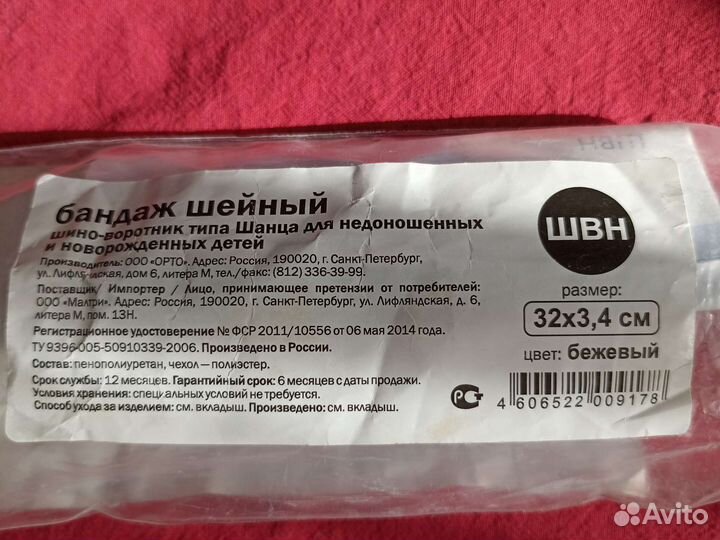 бандаж шейный
шино-воротник типа Шанца для недоношенных
и новорожденных детей
Производитель: ООО «ОРТО». Адрес: Россия, 190020, г. Санкт-Петербург,
ул. Лифляндская, дом 6, литера М, тел./факс: (812) 336-39-99.
Поставщик/ Импортер / Лицо, принимающее претензии от потребителей:
ООО «Малтри». Адрес: Россия, 190020, г. Санкт-Петербург, ул. Лифляндская, д. 6,
литера М, пом. 13Н.
Регистрационное удостоверение № ФСР 2011/10556 от 06 мая 2014 года.
ТУ 9396-005-50910339-2006. Произведено в России.
Состав: пенополиуретан, чехол — полиэстер.
Срок службы: 12 месяцев. Гарантийный срок: 6 месяцев с даты продажи.
Условия хранения: специальных условий не требуется.
Способ ухода за изделием: см. вкладыш. Произведено: см. вкладыш.
РСТ
ШВН
размер:
32x3,4 см
цвет: бежевый
4 606522 009178
ШВН
Avito